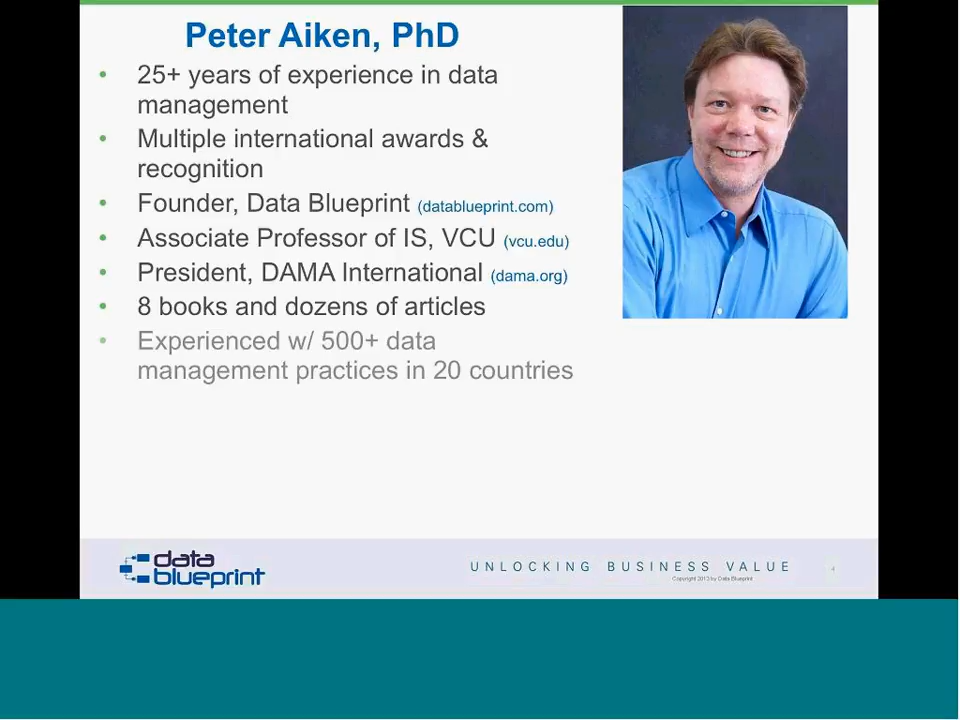 Peter Aiken, PhD
• 25+ years of experience in data
management
• Multiple international awards &
recognition
• Founder, Data Blueprint (datablueprint.com)
• Associate Professor of IS, VCU (vcu.edu)
• President, DAMA International (dama.org)
• 8 books and dozens of articles
• Experienced w/ 500+ data
management practices in 20 countries
data
blueprint
UNLOCKING BUSINESS VALUE
4
Copyright 2013 by Data Blueprint